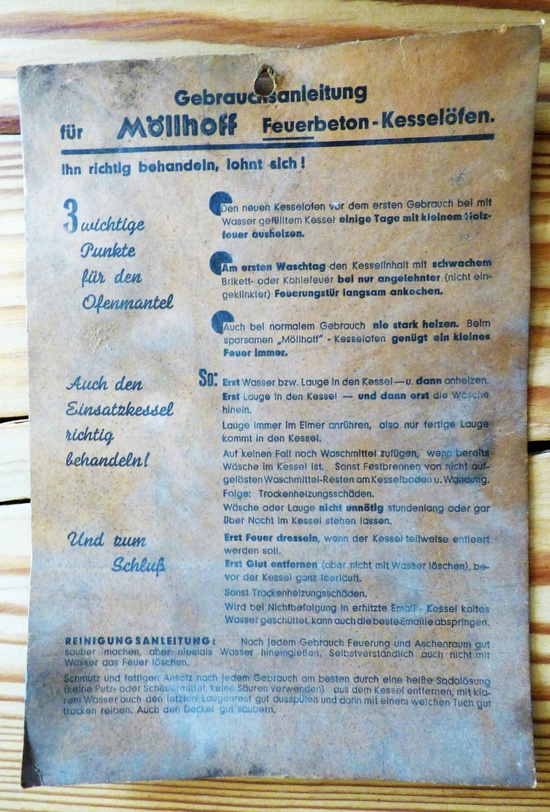 Gebrauchsanleitung
für Möllhoff Feuerbeton-Kesselöfen.
Ihn richtig behandeln, lohnt sich!
3 wichtige
Punkte
für den
Ofenmantel
Den neuen Kesselofen vor dem ersten Gebrauch bei mit
Wasser gefülltem Kessel einige Tage mit kleinem Holz-
feuer ausheizen.
Am ersten Waschtag den Kesselinhalt mit schwachem
Brikett- oder Kohlefeuer bei nur angelehnter (nicht ein-
geklinkter) Feuerungstür langsam ankochen.
Auch bei normalem Gebrauch nie stark heizen. Beim
sparsamen „Möllhoff" - Kesselofen genügt ein kleines
Feuer immer.
Auch den
Einsatzkessel
richtig
behandeln!
So: Erst Wasser bzw. Lauge in den Kessel — u. dann anheizen.
Erst Lauge in den Kessel — und dann erst die Wäsche
hinein.
Lauge immer im Eimer anrühren, also nur fertige Lauge
kommt in den Kessel.
Auf keinen Fall noch Waschmittel zufügen, wenn bereits
Wäsche im Kessel ist. Sonst Festbrennen von nicht auf-
gelösten Waschmittel-Resten am Kesselboden u. Wandung.
Folge: Trockenheizungsschäden.
Wäsche oder Lauge nicht unnötig stundenlang oder gar
über Nacht im Kessel stehen lassen.
Und zum
Schluß
Erst Feuer drosseln, wenn der Kessel teilweise entleert
werden soll.
Erst Glut entfernen (aber nicht mit Wasser löschen), be-
vor der Kessel ganz leerläuft.
Sonst Trockenheizungsschäden.
Wird bei Nichtbefolgung in erhitzte Email - Kessel kaltes
Wasser geschüttet, kann auch die beste Emaille abspringen.
REINIGUNGSANLEITUNG: Nach jedem Gebrauch Feuerung und Aschenraum gut
sauber machen, aber niemals Wasser hineingießen. Selbstverständlich auch nicht mit
Wasser das Feuer löschen.
Schmutz und fettigen Ansatz nach jedem Gebrauch am besten durch eine heiße Sodalösung
(keine Putz- oder Scheuermittel, keine Säuren verwenden) aus dem Kessel entfernen, mit kla-
rem Wasser auch den letzten Laugenrest gut ausspülen und dann mit einem weichen Tuch gut
trocken reiben. Auch den Deckel gut säubern.